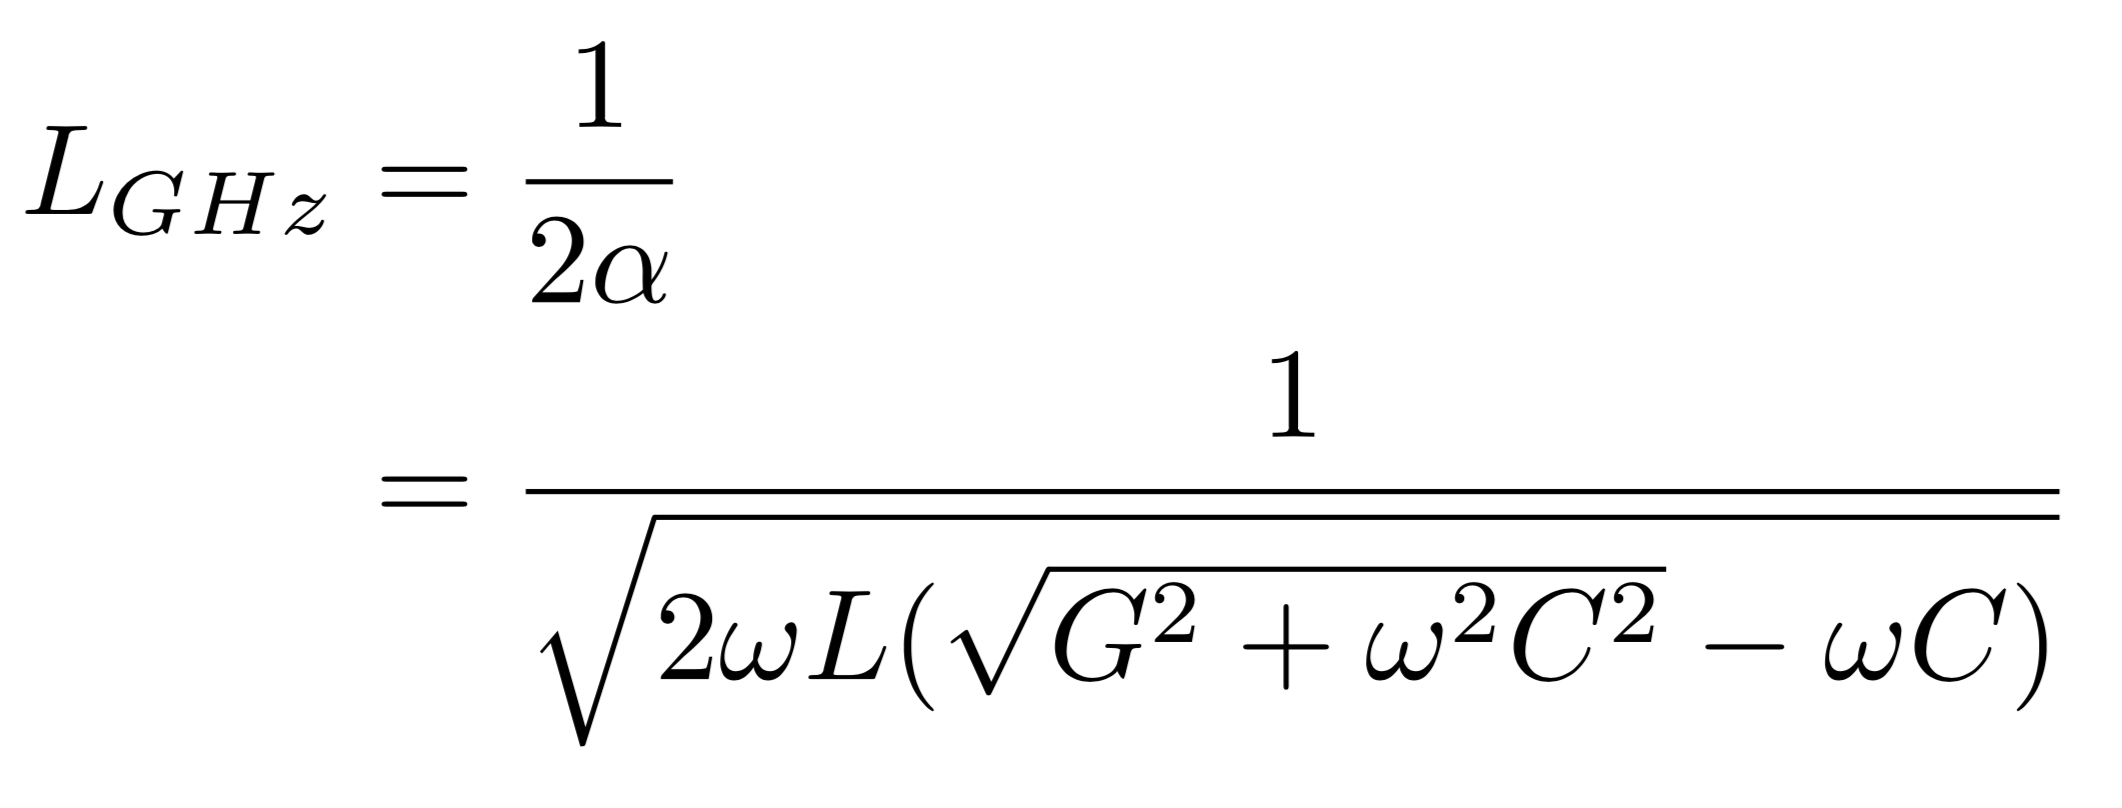 $L_{GHz} = \frac{1}{2\alpha}$
$= \frac{1}{\sqrt{2\omega L(\sqrt{G^2 + \omega^2 C^2} - \omega C)}}$